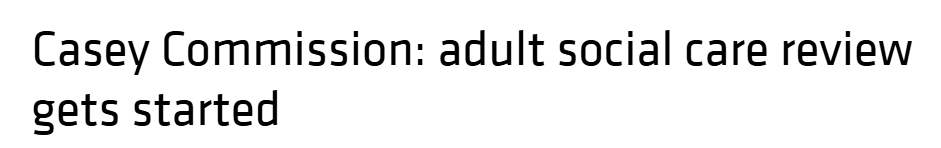 Casey Commission: adult social care review
gets started